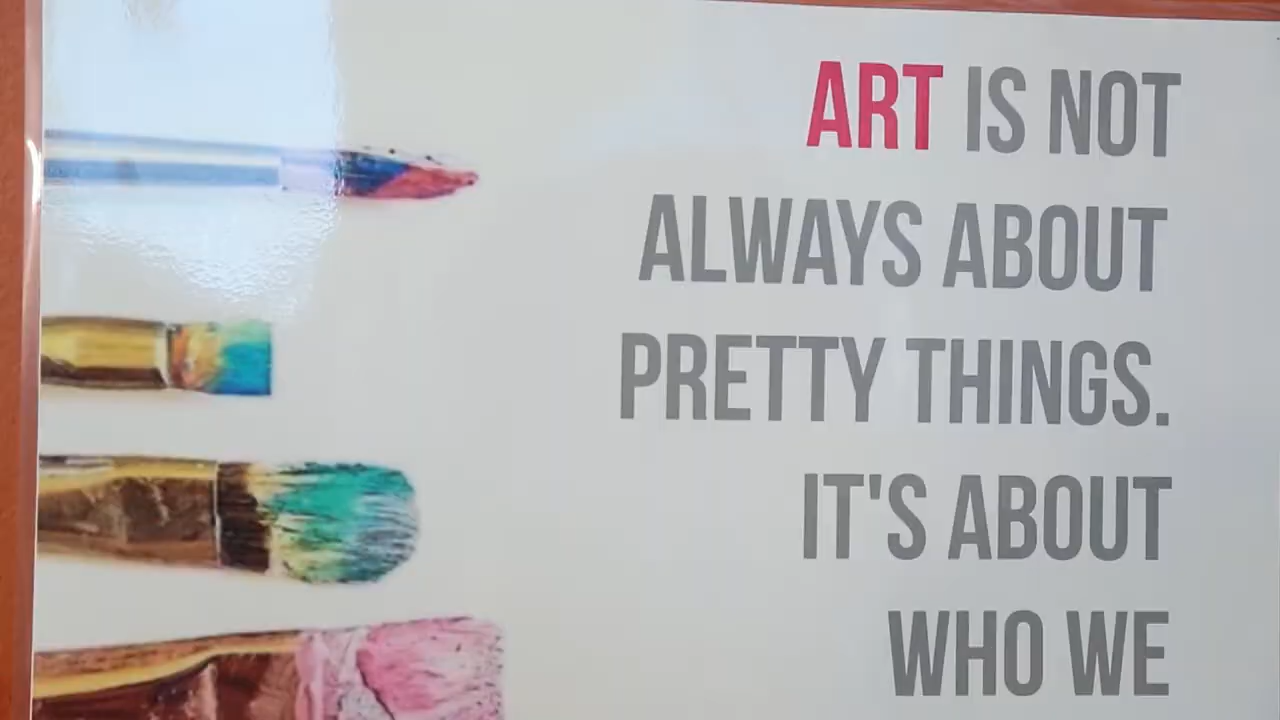 ART IS NOT
ALWAYS ABOUT
PRETTY THINGS.
IT'S ABOUT
WHO WE